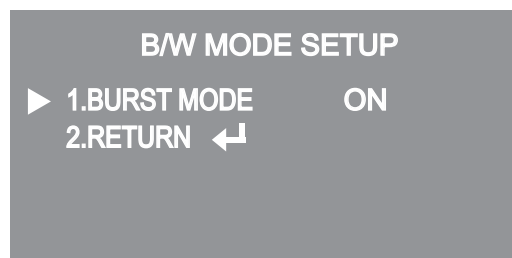 B/W MODE SETUP
▶ 1.BURST MODE ON
2.RETURN ↵